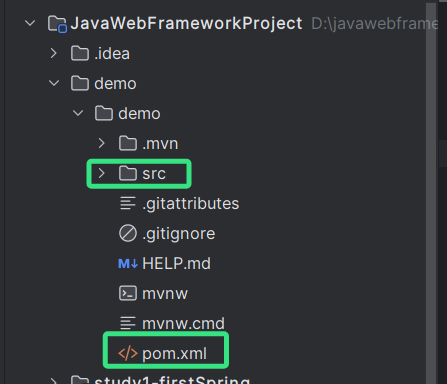 JavaWebFrameworkProject D:\javawebframe
.idea
demo
demo
.mvn
src
.gitattributes
.gitignore
M↓ HELP.md
mvnw
mvnw.cmd
</> pom.xml
study1-firstSpring